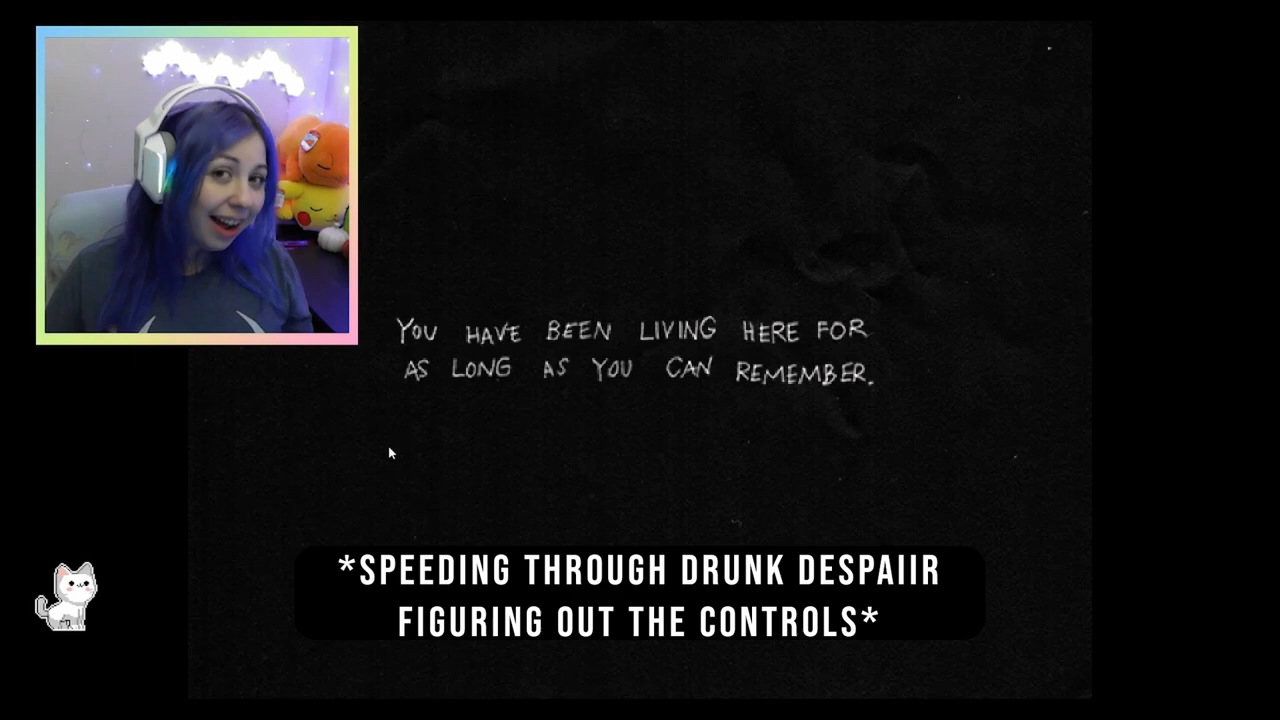 YOU HAVE BEEN LIVING HERE FOR
AS LONG AS YOU CAN REMEMBER.
*SPEEDING THROUGH DRUNK DESPAIIR
FIGURING OUT THE CONTROLS*